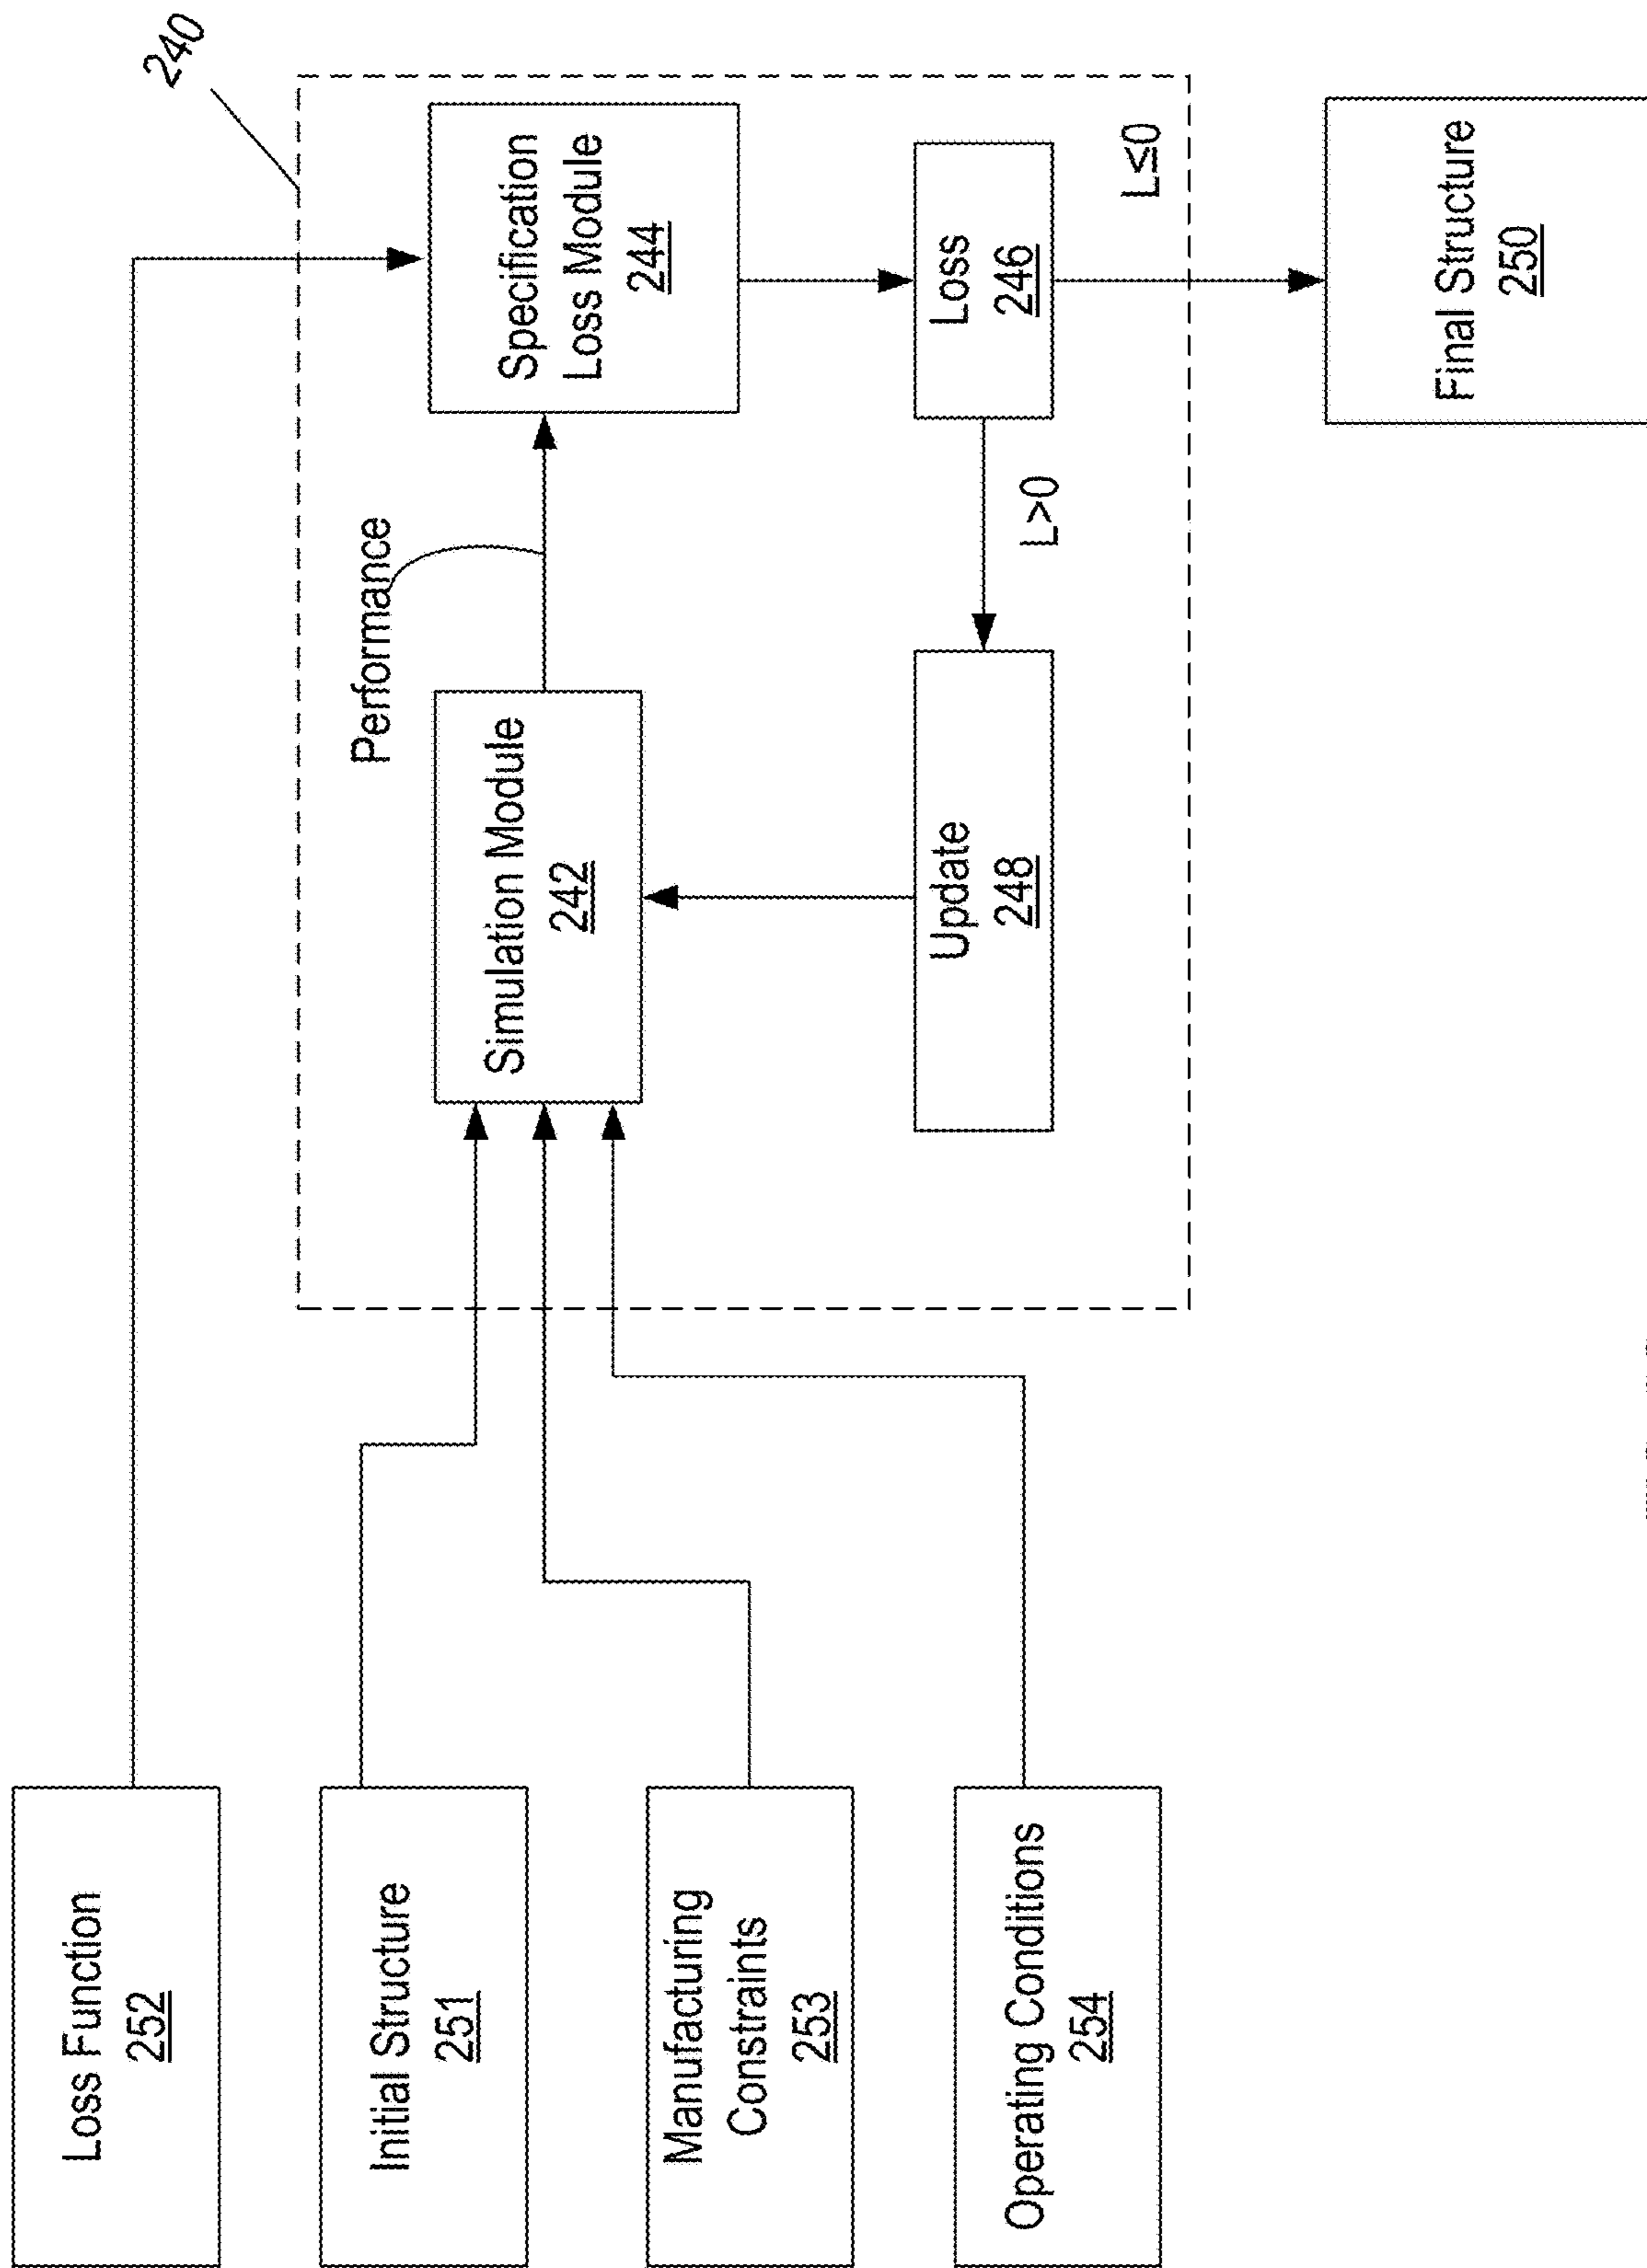 240
Loss Function
252
Initial Structure
251
Manufacturing
Constraints
253
Operating Conditions
254
Performance
Simulation Module
242
Specification
Loss Module
244
Update
248
L>0
Loss
246
L≤0
Final Structure
250